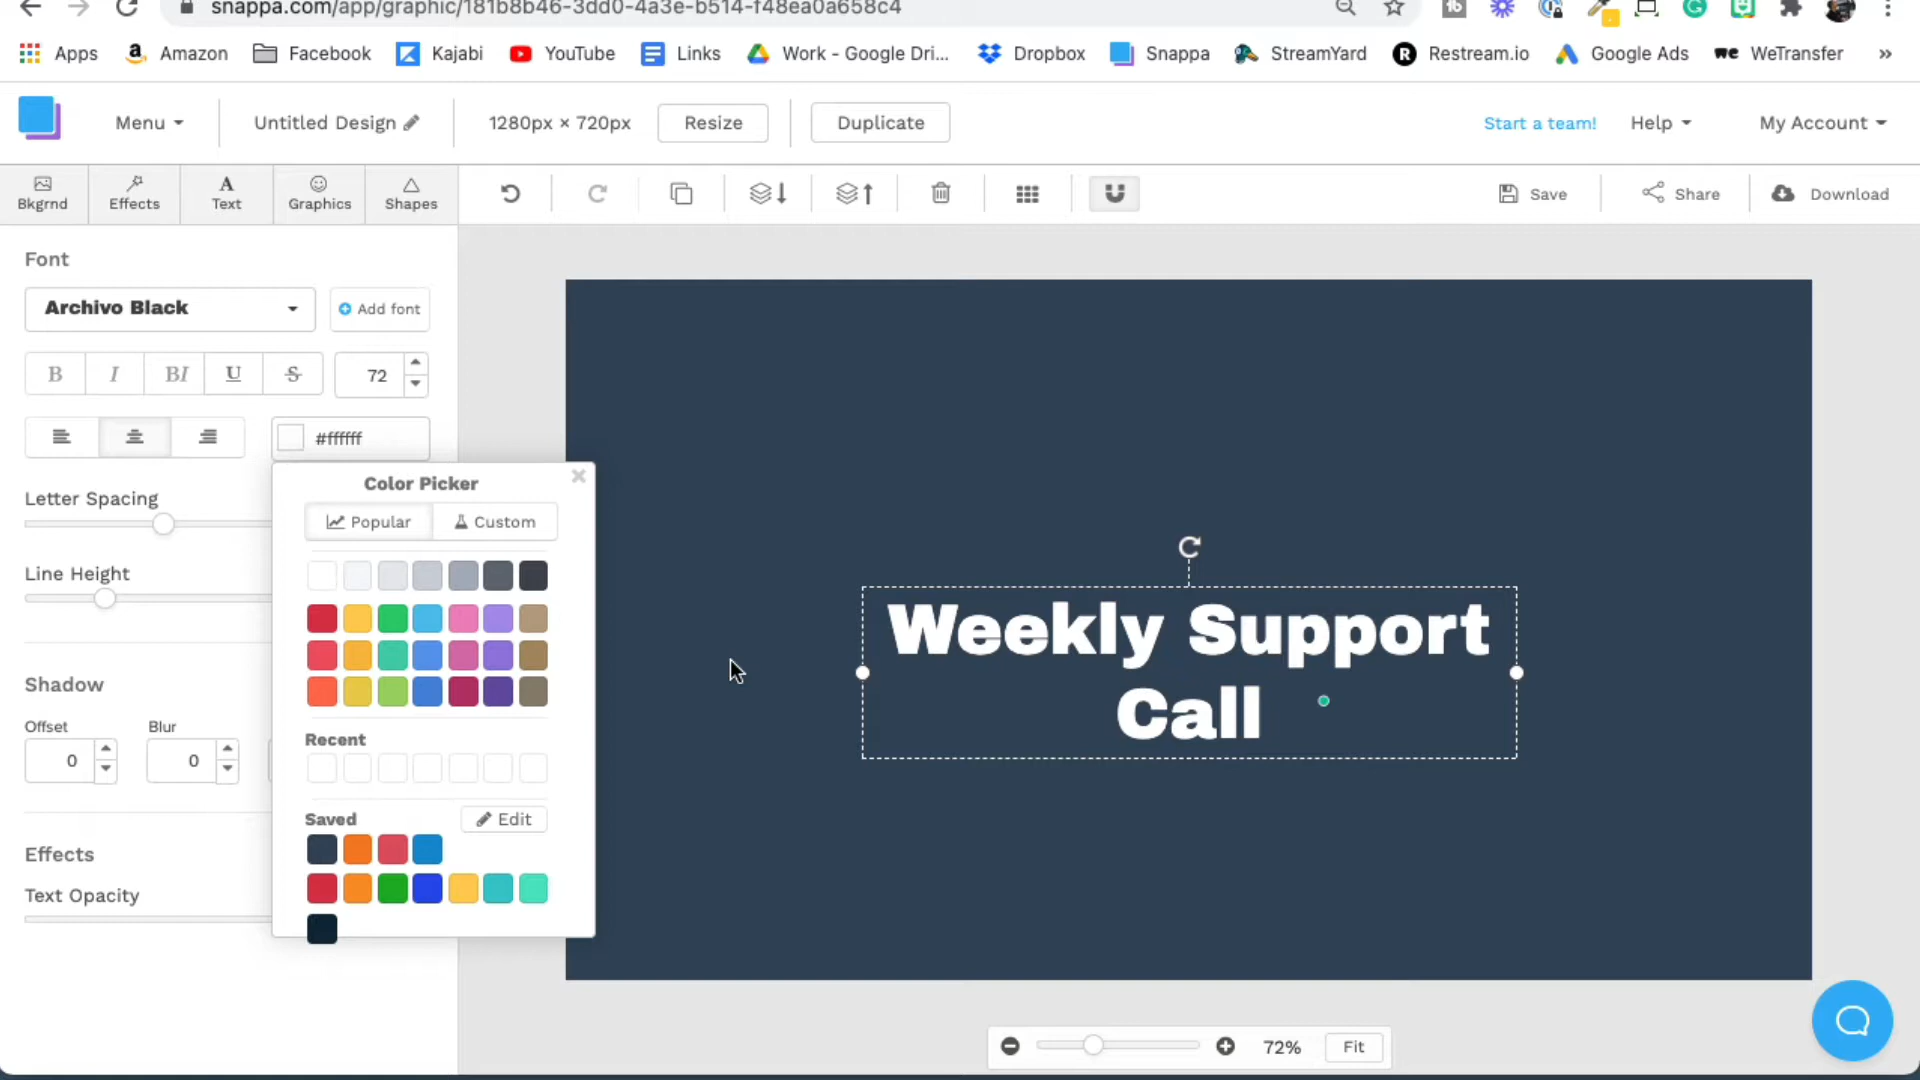 snappa.com/app/graphic/181b8b46-3dd0-4a3e-b514-f48ea0a658c4
Apps Amazon Facebook Kajabi YouTube Links Work - Google Dri... Dropbox Snappa StreamYard Restream.io Google Ads WeTransfer »
Menu Untitled Design 1280px × 720px Resize Duplicate Start a team! Help My Account
Bkgrnd Effects Text Graphics Shapes Save Share Download
Font
Archivo Black Add font
B I BI U S 72
#ffffff
Color Picker
Popular Custom
Letter Spacing
Line Height
Shadow
Offset Blur
0 0
Recent
Saved Edit
Effects
Text Opacity
Weekly Support
Call
72% Fit